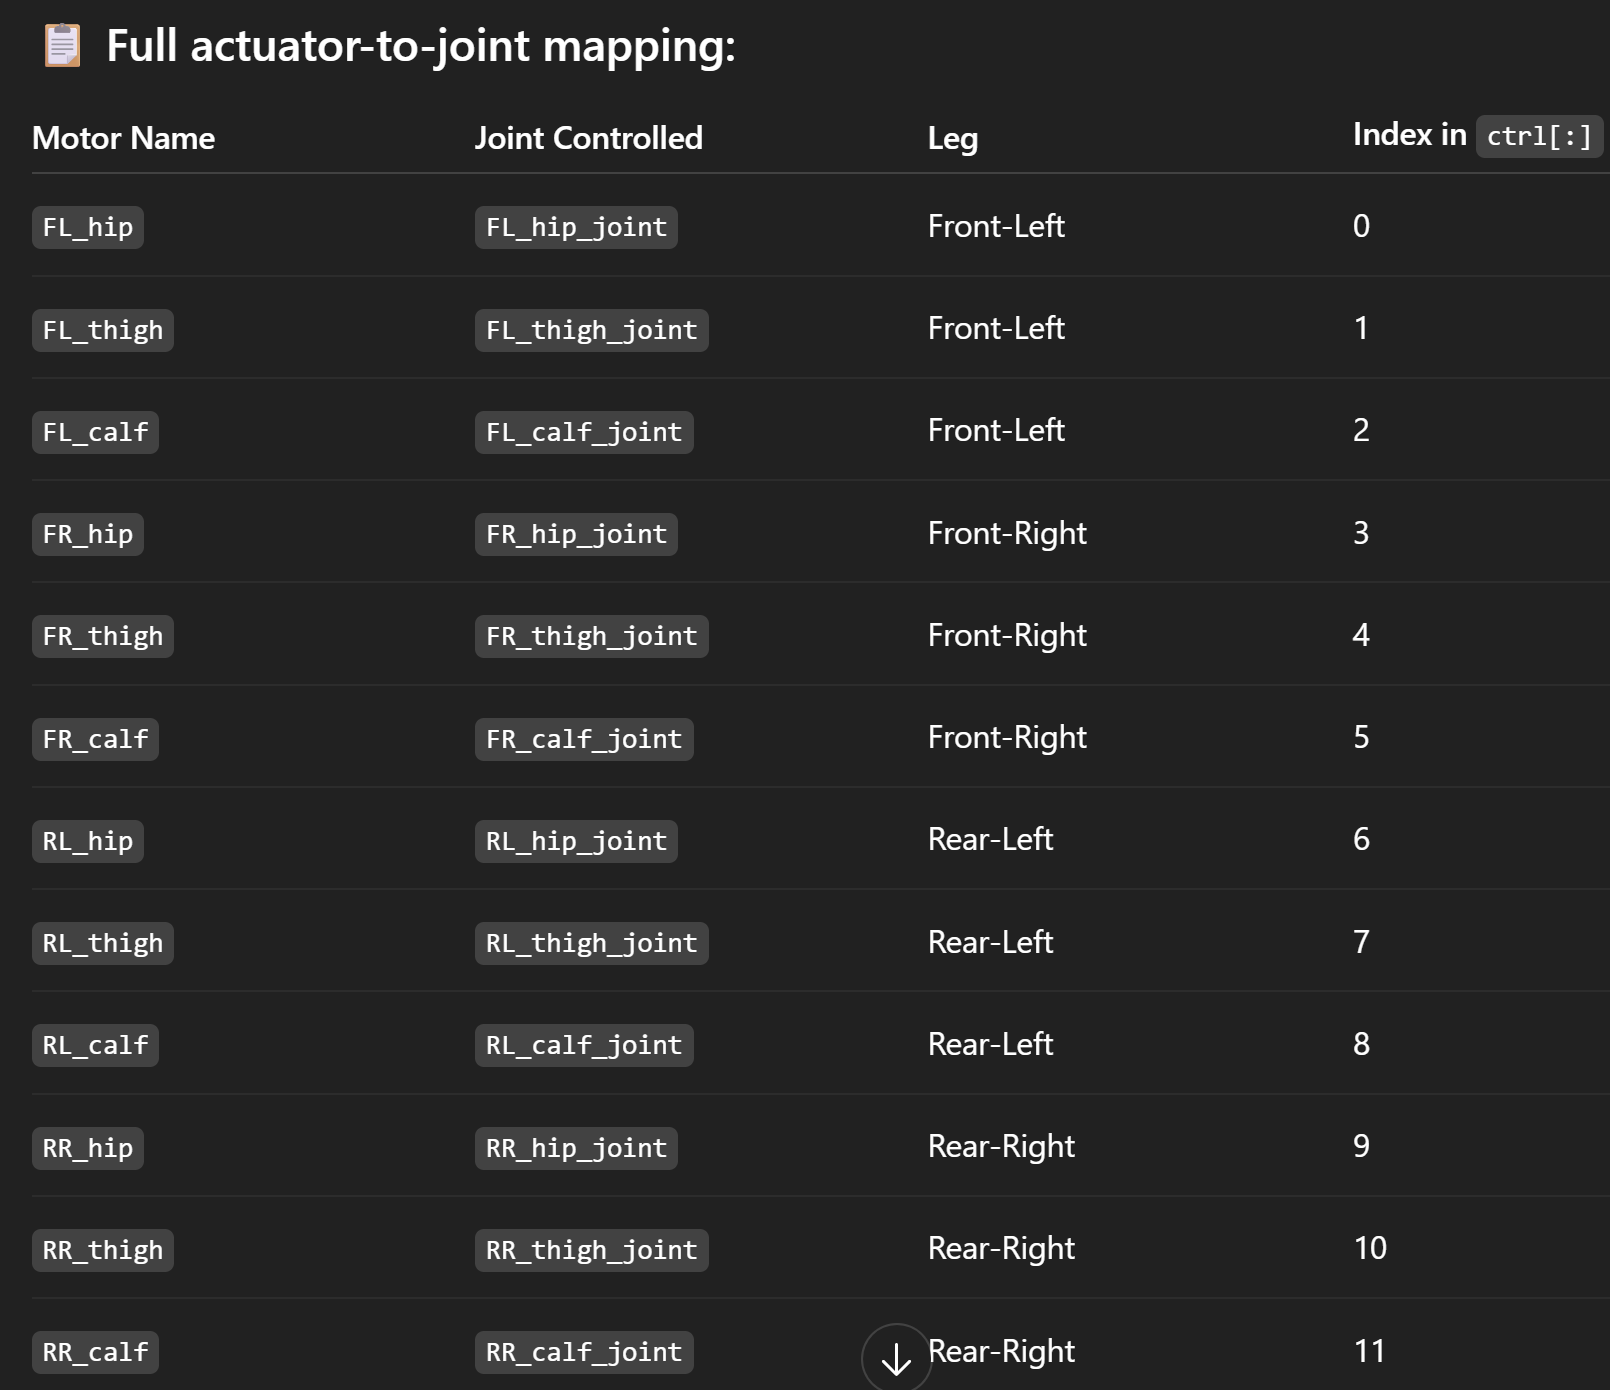 📋 Full actuator-to-joint mapping:
Motor Name Joint Controlled Leg Index in ctrl[:]
FL_hip FL_hip_joint Front-Left 0
FL_thigh FL_thigh_joint Front-Left 1
FL_calf FL_calf_joint Front-Left 2
FR_hip FR_hip_joint Front-Right 3
FR_thigh FR_thigh_joint Front-Right 4
FR_calf FR_calf_joint Front-Right 5
RL_hip RL_hip_joint Rear-Left 6
RL_thigh RL_thigh_joint Rear-Left 7
RL_calf RL_calf_joint Rear-Left 8
RR_hip RR_hip_joint Rear-Right 9
RR_thigh RR_thigh_joint Rear-Right 10
RR_calf RR_calf_joint Rear-Right 11